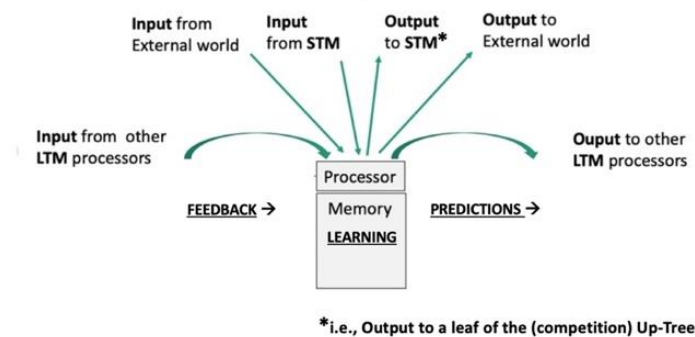 Input from
External world
Input
from STM
Output
to STM*
Output to
External world
Input from other
LTM processors
Ouput to other
LTM processors
Processor
FEEDBACK →
Memory
PREDICTIONS →
LEARNING
*i.e., Output to a leaf of the (competition) Up-Tree